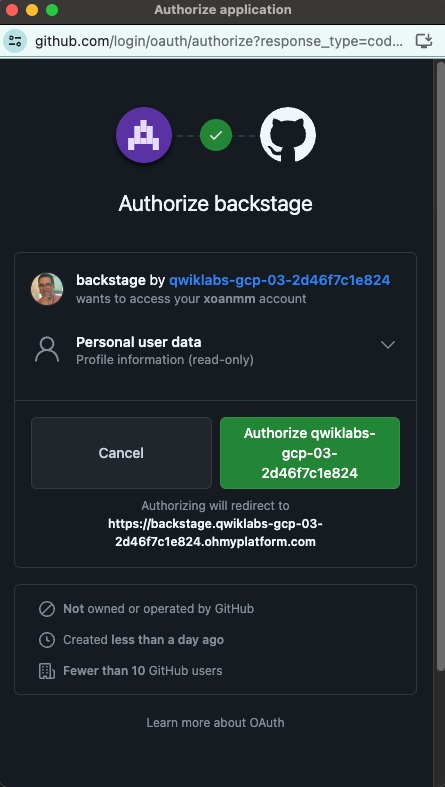 Authorize application
github.com/login/oauth/authorize?response_type=cod...
Authorize backstage
backstage by qwiklabs-gcp-03-2d46f7c1e824
wants to access your xoanmm account
Personal user data
Profile information (read-only)
Cancel
Authorize qwiklabs-
gcp-03-
2d46f7c1e824
Authorizing will redirect to
https://backstage.qwiklabs-gcp-03-
2d46f7c1e824.ohmyplatform.com
Not owned or operated by GitHub
Created less than a day ago
Fewer than 10 GitHub users
Learn more about OAuth